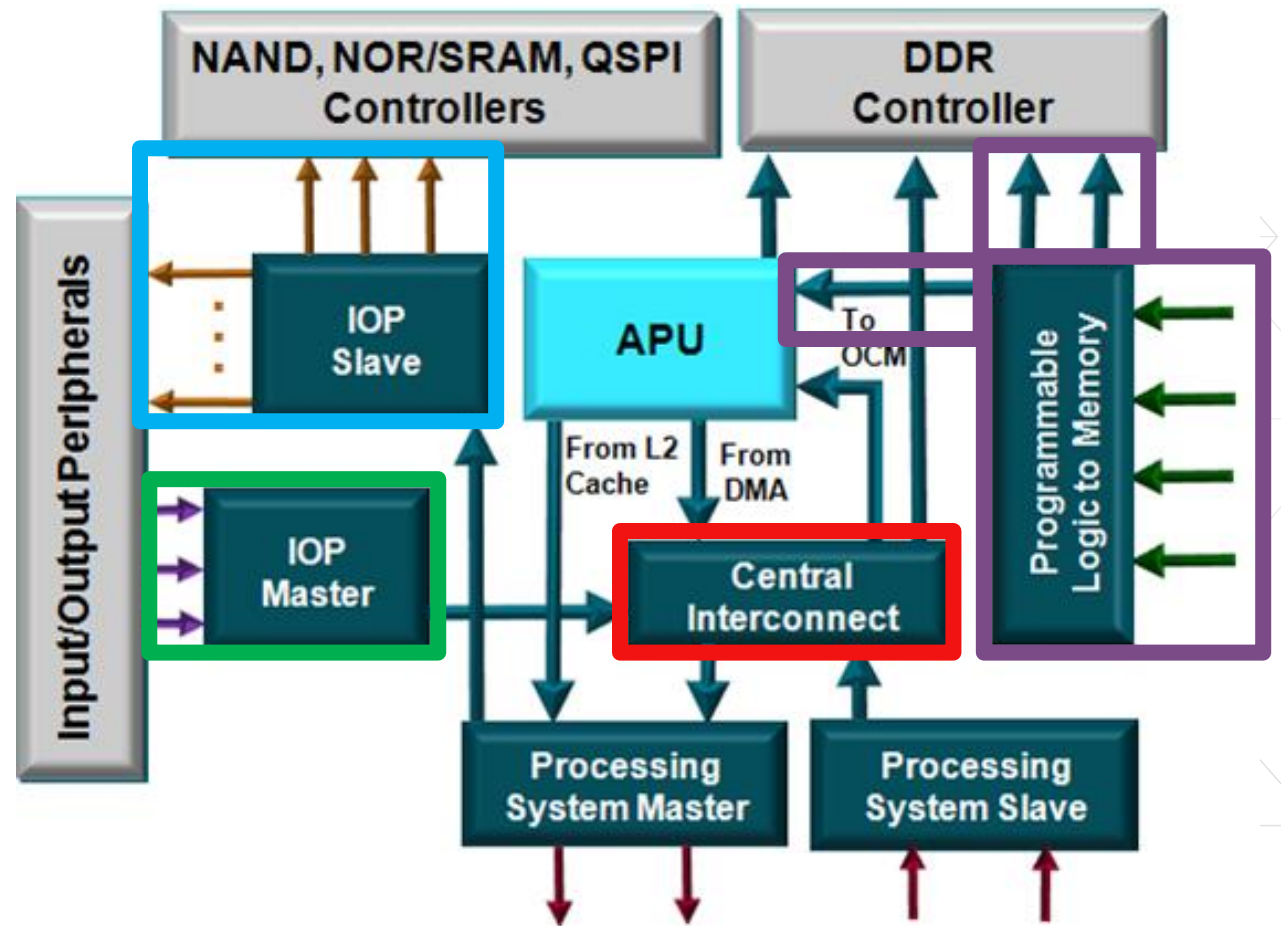 NAND, NOR/SRAM, QSPI
Controllers
DDR
Controller
Input/Output Peripherals
IOP
Slave
APU
To
OCM
Programmable
Logic to Memory
From L2
Cache
From
DMA
IOP
Master
Central
Interconnect
Processing
System Master
Processing
System Slave